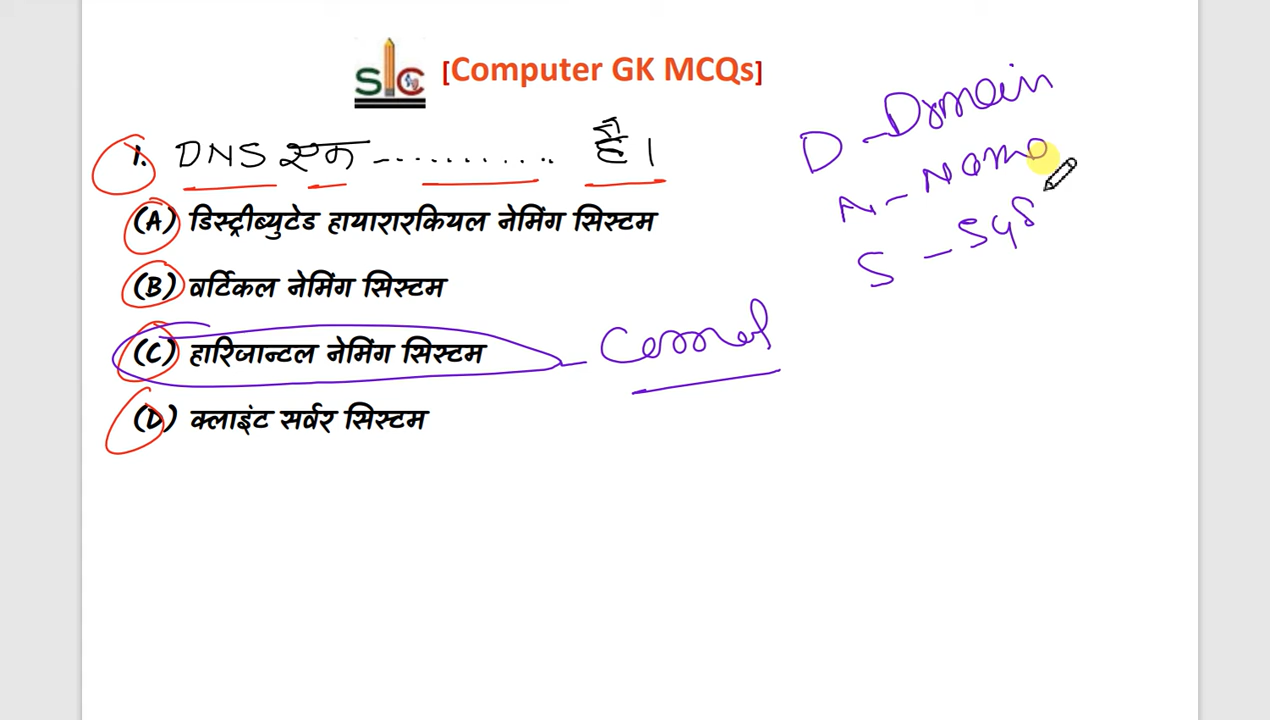 SLC
[Computer GK MCQs]
1. DNS एक .............. है।
(A) डिस्ट्रीब्युटेड हायारारकियल नेमिंग सिस्टम
(B) वर्टिकल नेमिंग सिस्टम
(C) हारिजान्टल नेमिंग सिस्टम
(D) क्लाइंट सर्वर सिस्टम
D - Domain
N - Name
S - Sys